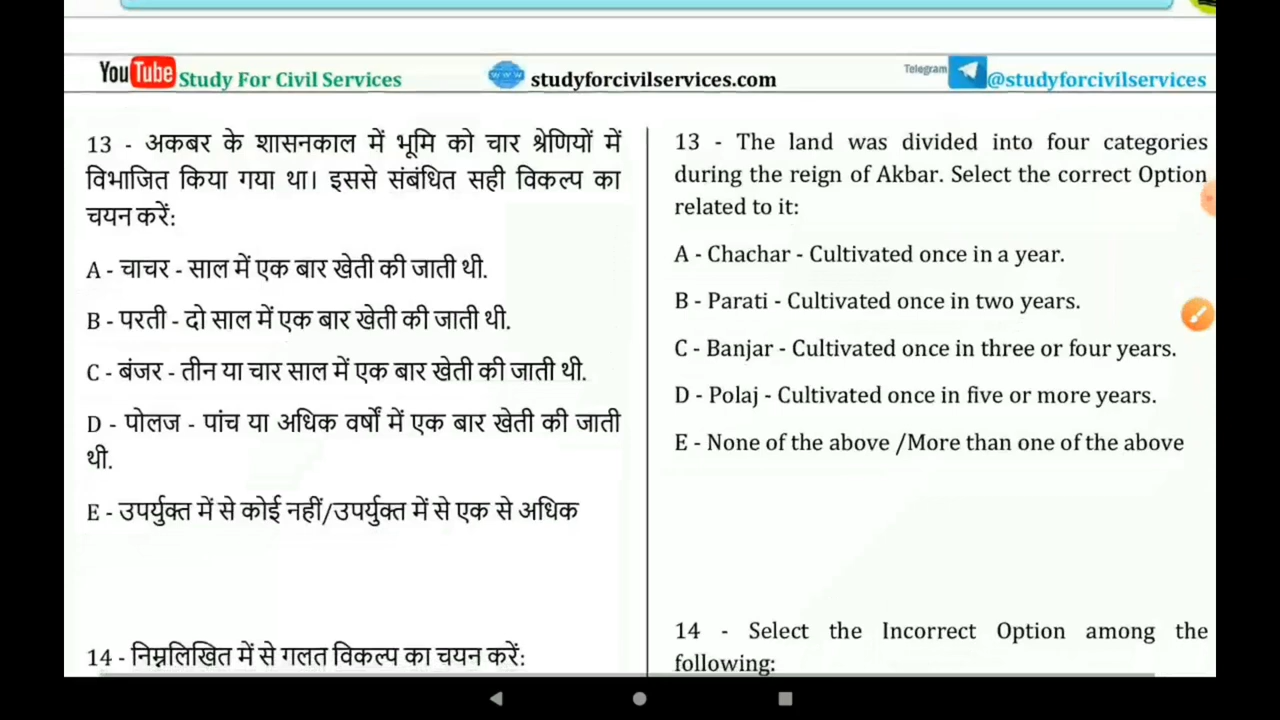 YouTube Study For Civil Services
www studyforcivilservices.com
Telegram @studyforcivilservices
13 - अकबर के शासनकाल में भूमि को चार श्रेणियों में
विभाजित किया गया था। इससे संबंधित सही विकल्प का
चयन करें:
A - चाचर - साल में एक बार खेती की जाती थी.
B - परती - दो साल में एक बार खेती की जाती थी.
C - बंजर - तीन या चार साल में एक बार खेती की जाती थी.
D - पोलज - पांच या अधिक वर्षों में एक बार खेती की जाती
थी.
E - उपर्युक्त में से कोई नहीं/उपर्युक्त में से एक से अधिक
14 - निम्नलिखित में से गलत विकल्प का चयन करें:
13 - The land was divided into four categories
during the reign of Akbar. Select the correct Option
related to it:
A - Chachar - Cultivated once in a year.
B - Parati - Cultivated once in two years.
C - Banjar - Cultivated once in three or four years.
D - Polaj - Cultivated once in five or more years.
E - None of the above /More than one of the above
14 - Select the Incorrect Option among the
following: